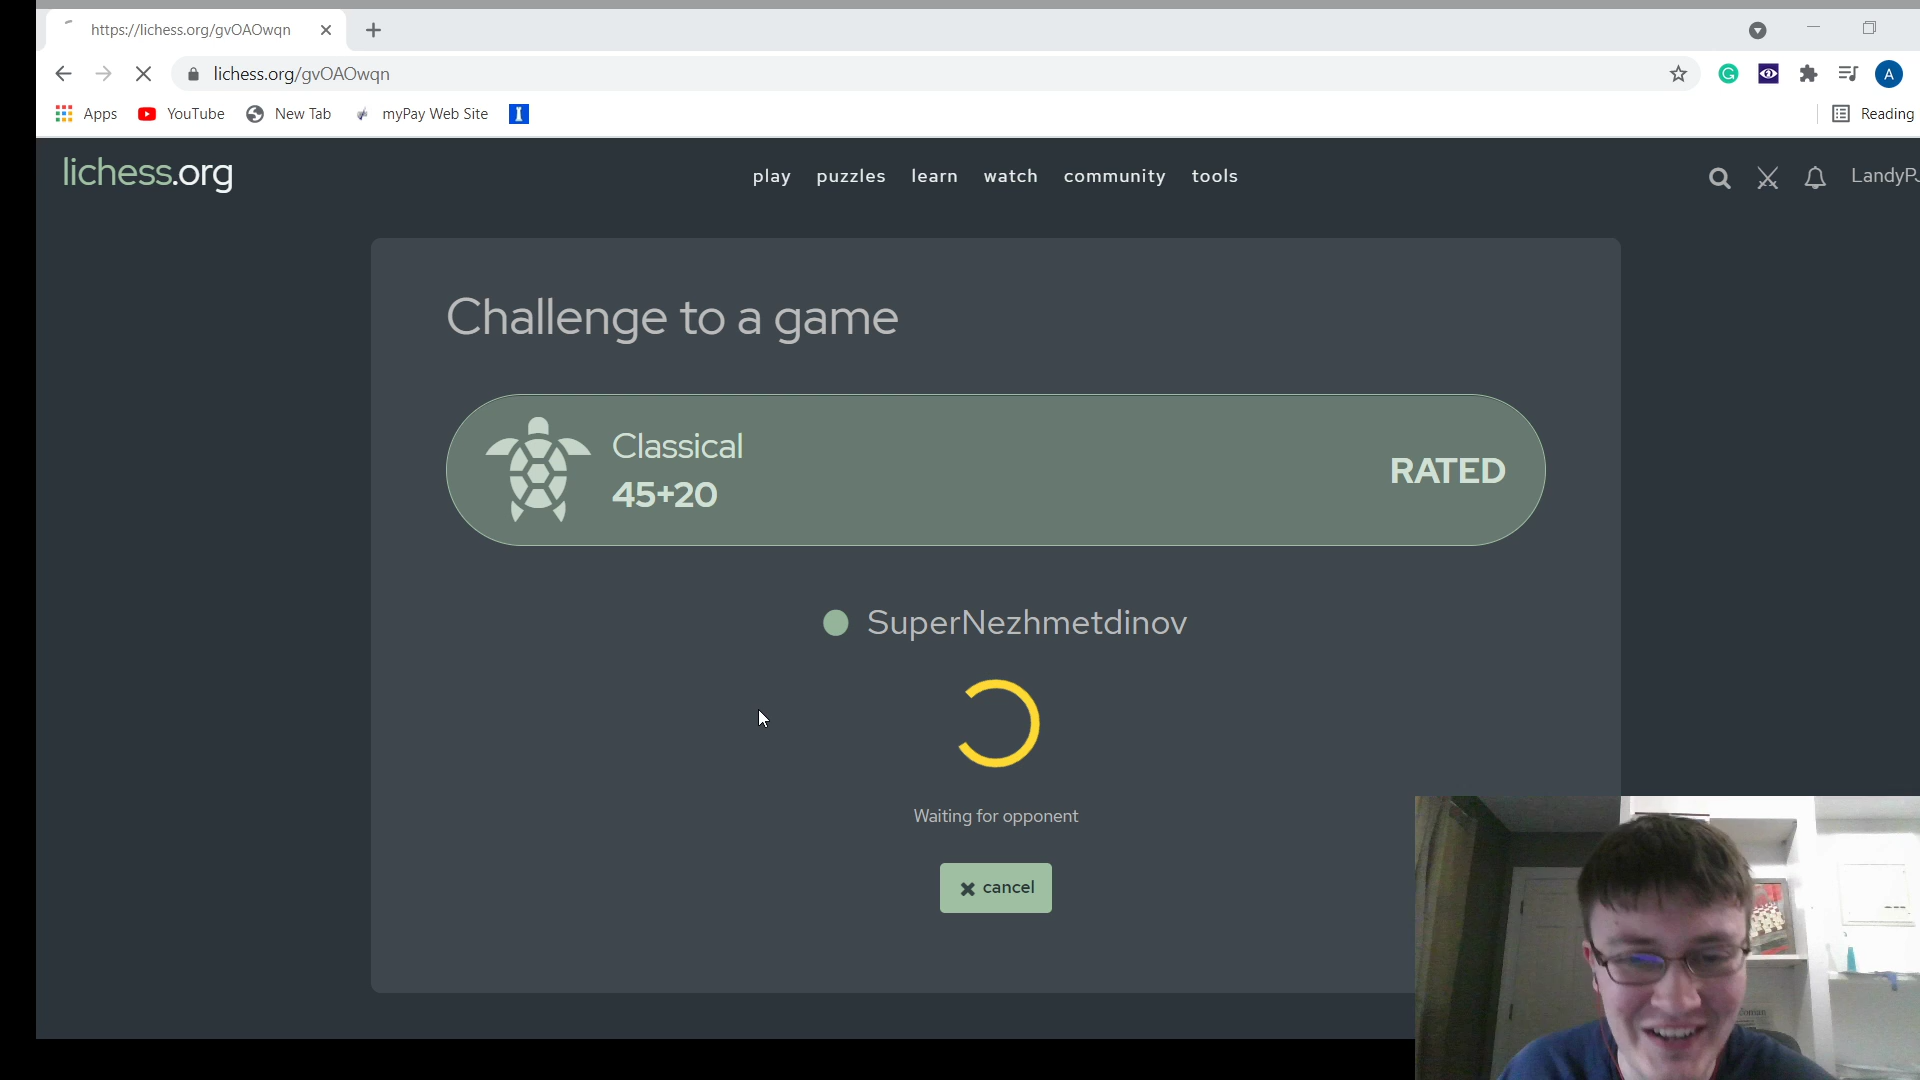 https://lichess.org/gvOAOwqn
lichess.org/gvOAOwqn
A
Apps
YouTube
New Tab
myPay Web Site
Reading
lichess.org
play
puzzles
learn
watch
community
tools
LandyPJ
Challenge to a game
Classical
45+20
RATED
SuperNezhmetdinov
Waiting for opponent
cancel